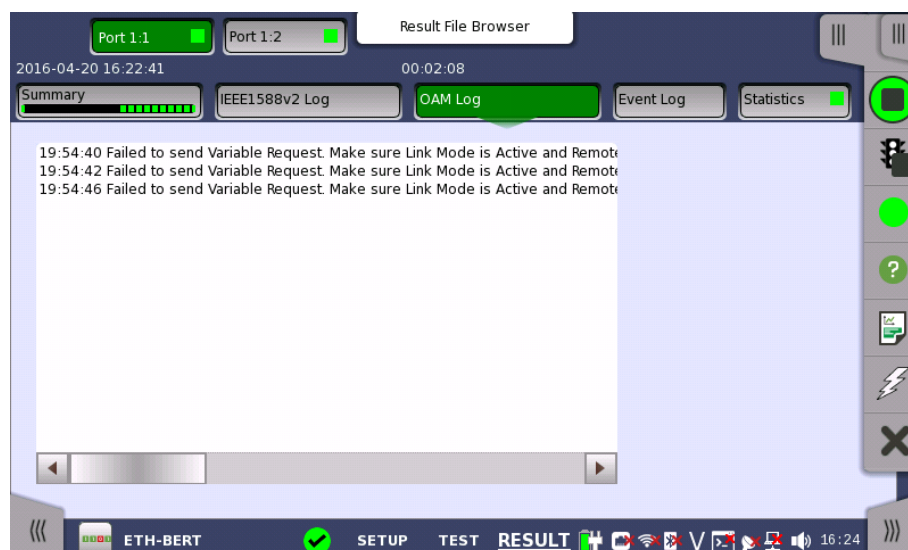 Result File Browser
Port 1:1
Port 1:2
2016-04-20 16:22:41
00:02:08
Summary
IEEE1588v2 Log
OAM Log
Event Log
Statistics
19:54:40 Failed to send Variable Request. Make sure Link Mode is Active and Remote
19:54:42 Failed to send Variable Request. Make sure Link Mode is Active and Remote
19:54:46 Failed to send Variable Request. Make sure Link Mode is Active and Remote
ETH-BERT
SETUP
TEST
RESULT
16:24